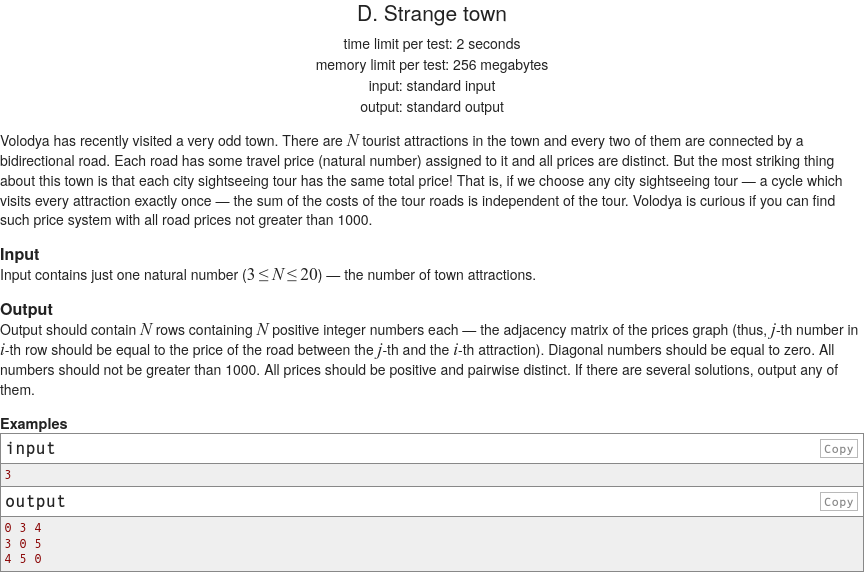 D. Strange town
time limit per test: 2 seconds
memory limit per test: 256 megabytes
input: standard input
output: standard output
Volodya has recently visited a very odd town. There are N tourist attractions in the town and every two of them are connected by a
bidirectional road. Each road has some travel price (natural number) assigned to it and all prices are distinct. But the most striking thing
about this town is that each city sightseeing tour has the same total price! That is, if we choose any city sightseeing tour — a cycle which
visits every attraction exactly once — the sum of the costs of the tour roads is independent of the tour. Volodya is curious if you can find
such price system with all road prices not greater than 1000.
Input
Input contains just one natural number (3 ≤ N ≤ 20) — the number of town attractions.
Output
Output should contain N rows containing N positive integer numbers each — the adjacency matrix of the prices graph (thus, j-th number in
i-th row should be equal to the price of the road between the j-th and the i-th attraction). Diagonal numbers should be equal to zero. All
numbers should not be greater than 1000. All prices should be positive and pairwise distinct. If there are several solutions, output any of
them.
Examples
input Copy
3
output Copy
0 3 4
3 0 5
4 5 0